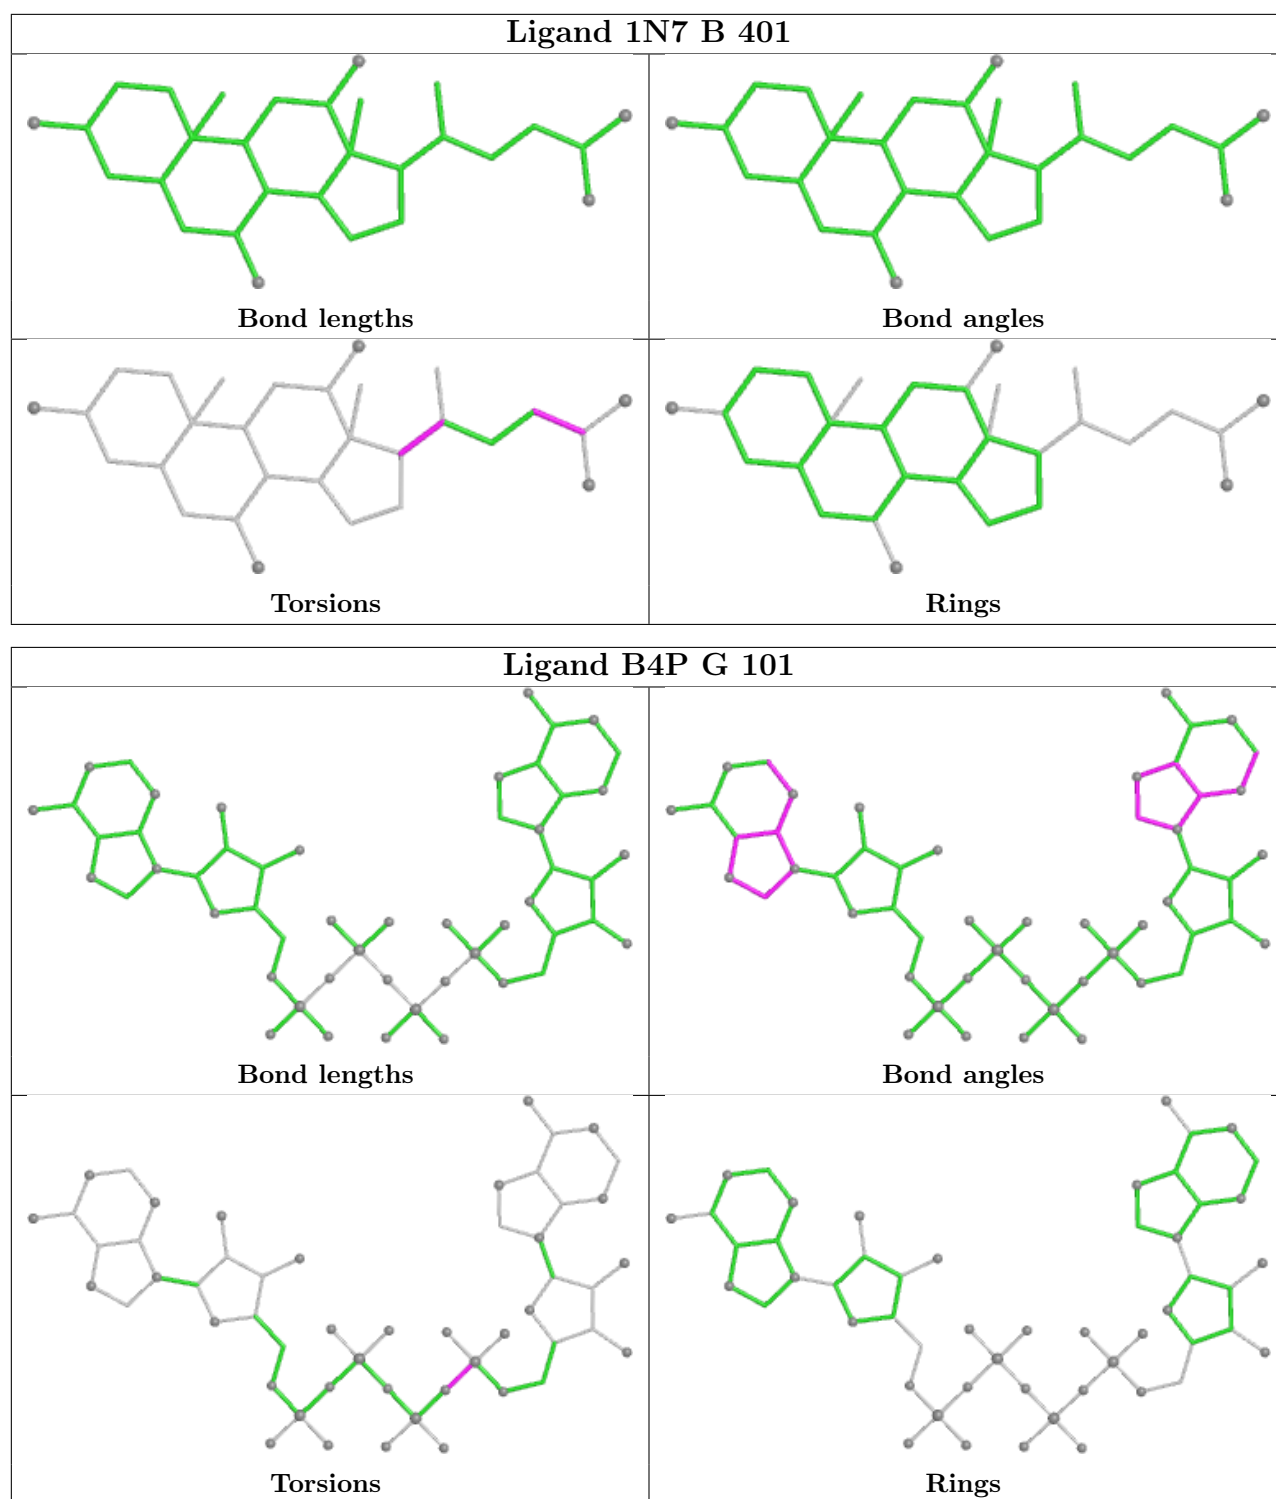 Ligand 1N7 B 401
Bond lengths
Bond angles
Torsions
Rings
Ligand B4P G 101
Bond lengths
Bond angles
Torsions
Rings